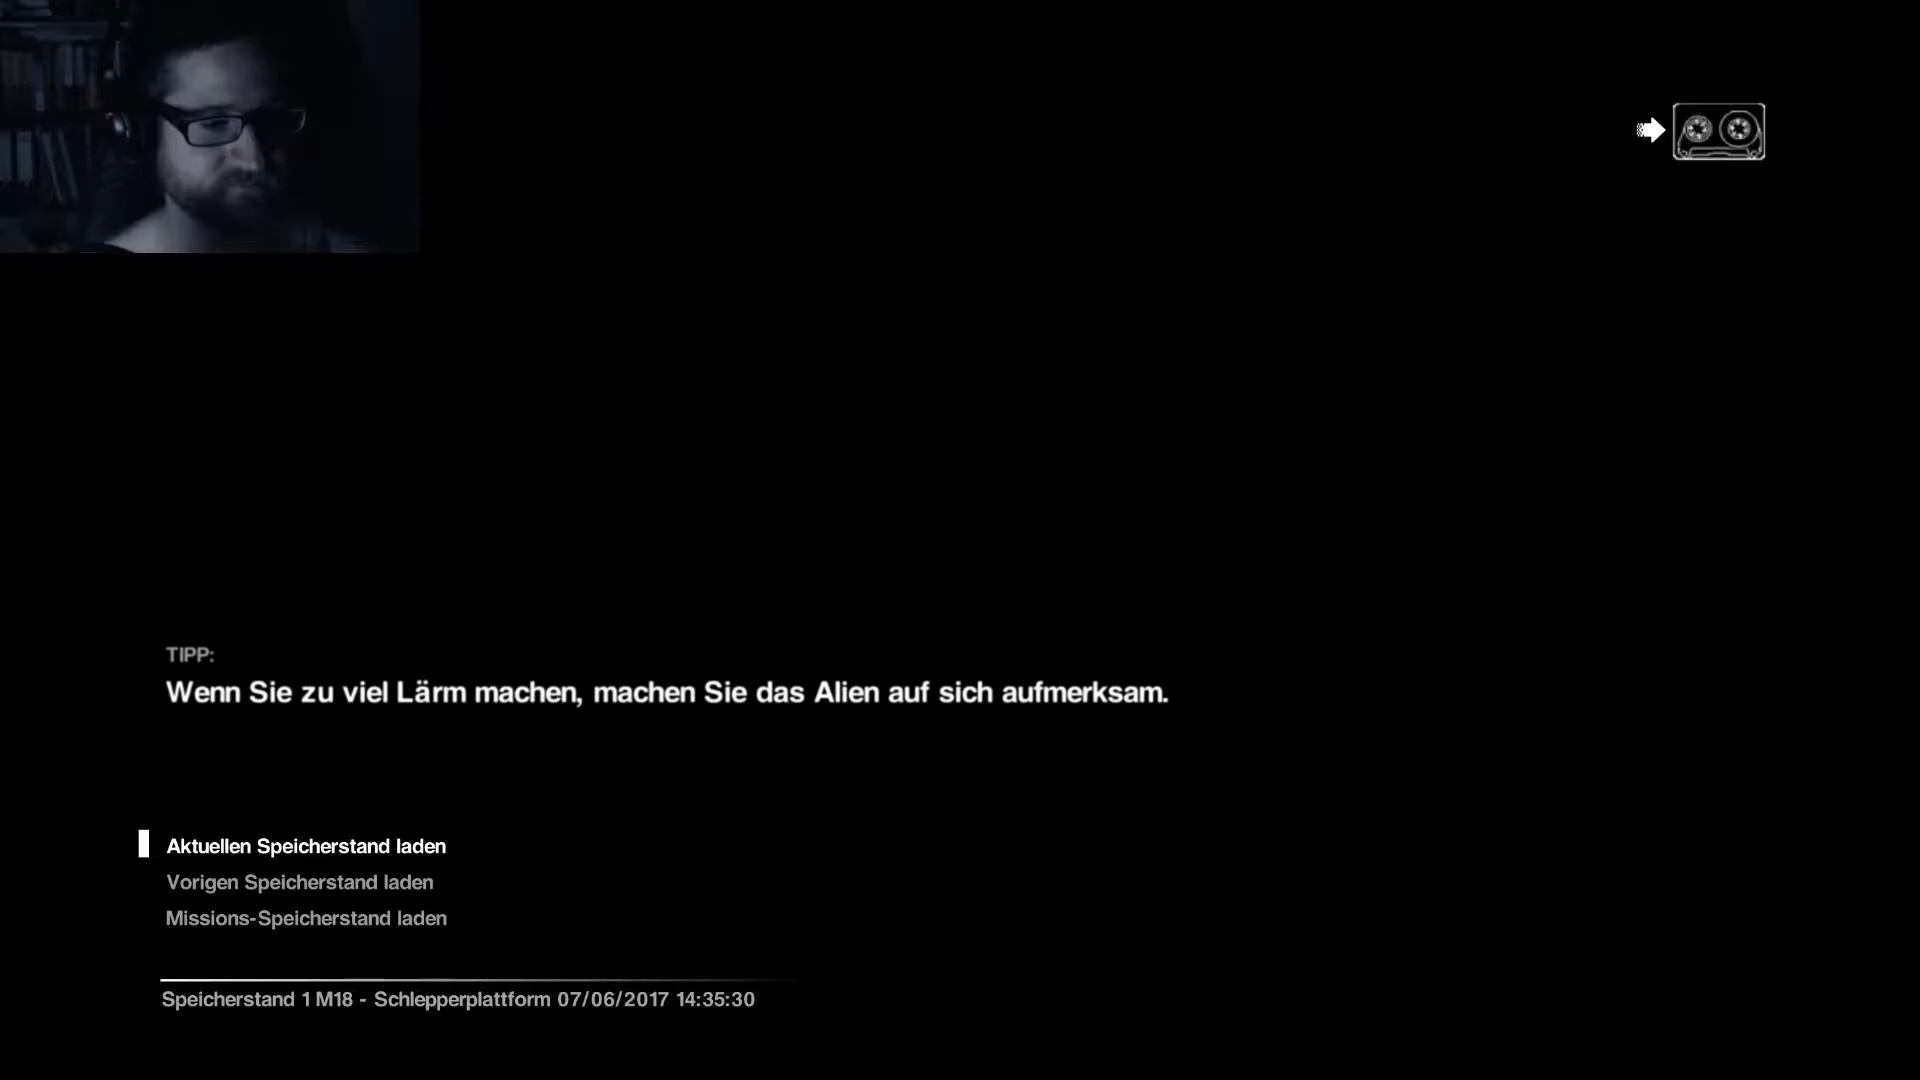 TIPP:
Wenn Sie zu viel Lärm machen, machen Sie das Alien auf sich aufmerksam.
Aktuellen Speicherstand laden
Vorigen Speicherstand laden
Missions-Speicherstand laden
Speicherstand 1 M18 - Schlepperplattform 07/06/2017 14:35:30